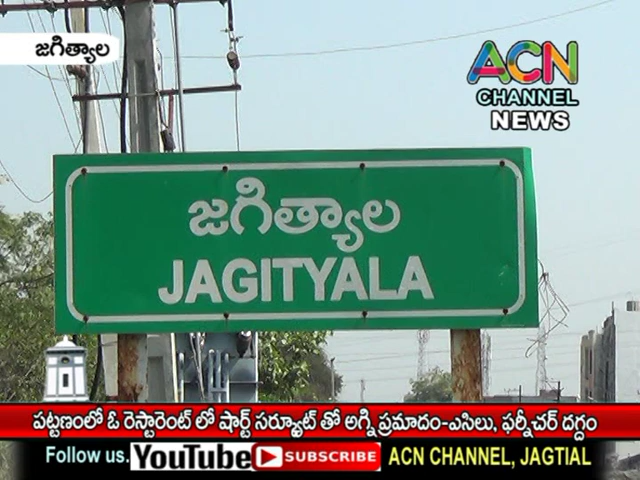 జగిత్యాల
ACN
CHANNEL
NEWS
జగిత్యాల
JAGITYALA
పట్టణంలో ఓ రెస్టారెంట్ లో షార్ట్ సర్క్యూట్ తో అగ్ని ప్రమాదం-ఎసిలు, ఫర్నీచర్ దగ్దం
Follow us. YouTube SUBSCRIBE ACN CHANNEL, JAGTIAL